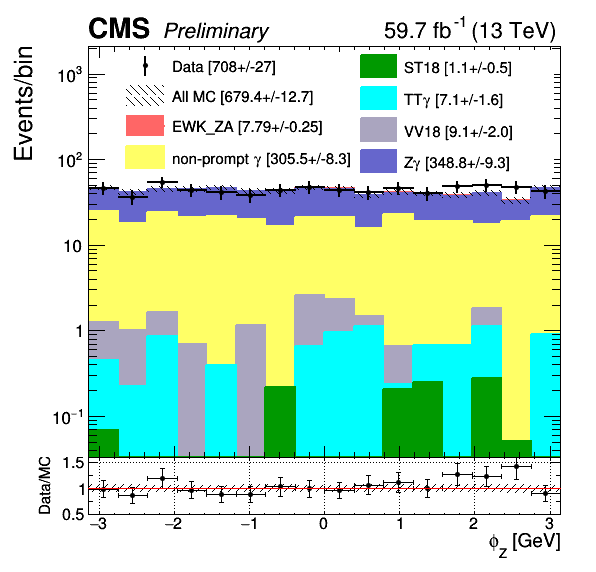 CMS Preliminary 59.7 fb⁻¹ (13 TeV)
Events/bin
10³
10²
10
1
10⁻¹
Data [708+/-27]
All MC [679.4+/-12.7]
EWK_ZA [7.79+/-0.25]
non-prompt γ [305.5+/-8.3]
ST18 [1.1+/-0.5]
TTγ [7.1+/-1.6]
VV18 [9.1+/-2.0]
Zγ [348.8+/-9.3]
Data/MC
1.5
1
0.5
−3 −2 −1 0 1 2 3
ϕ_Z [GeV]